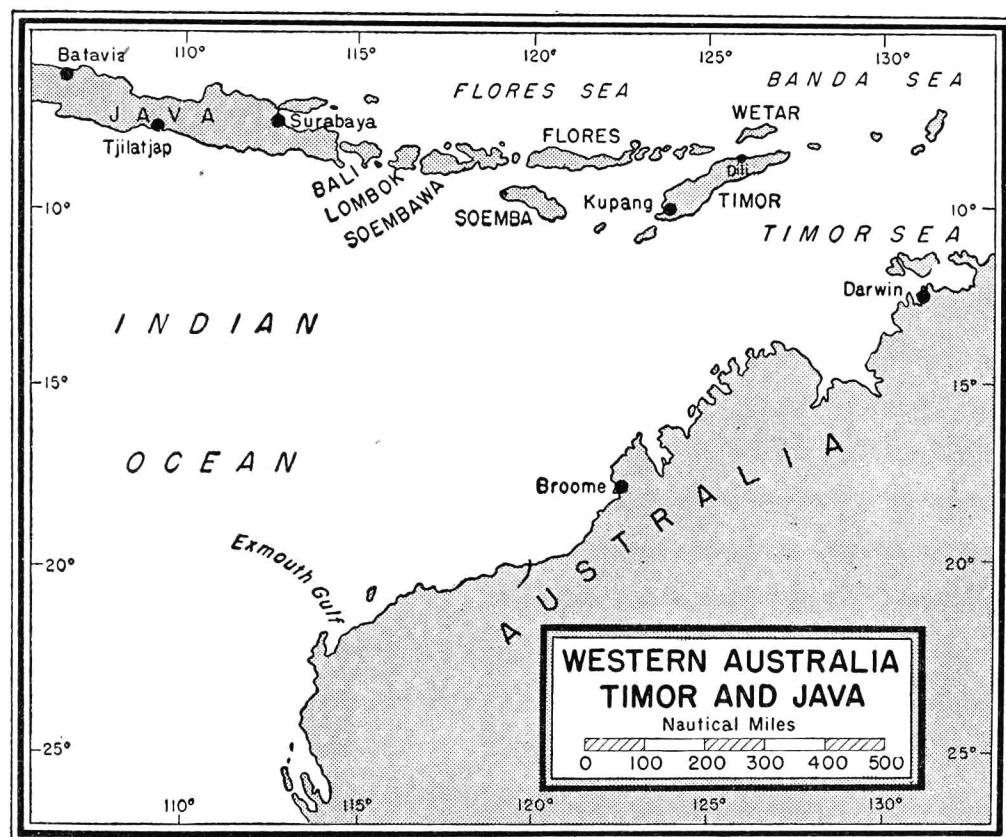 110° 115° 120° 125° 130°
Batavia
FLORES SEA
BANDA SEA
JAVA
Surabaya
WETAR
Tjilatjap
FLORES
Dili
BALI
LOMBOK
SOEMBAWA
SOEMBA
Kupang
TIMOR
10° 10°
TIMOR SEA
Darwin
INDIAN
15° 15°
OCEAN
Broome
AUSTRALIA
Exmouth Gulf
20° 20°
WESTERN AUSTRALIA
TIMOR AND JAVA
Nautical Miles
0 100 200 300 400 500
25° 25°
110° 115° 120° 125° 130°